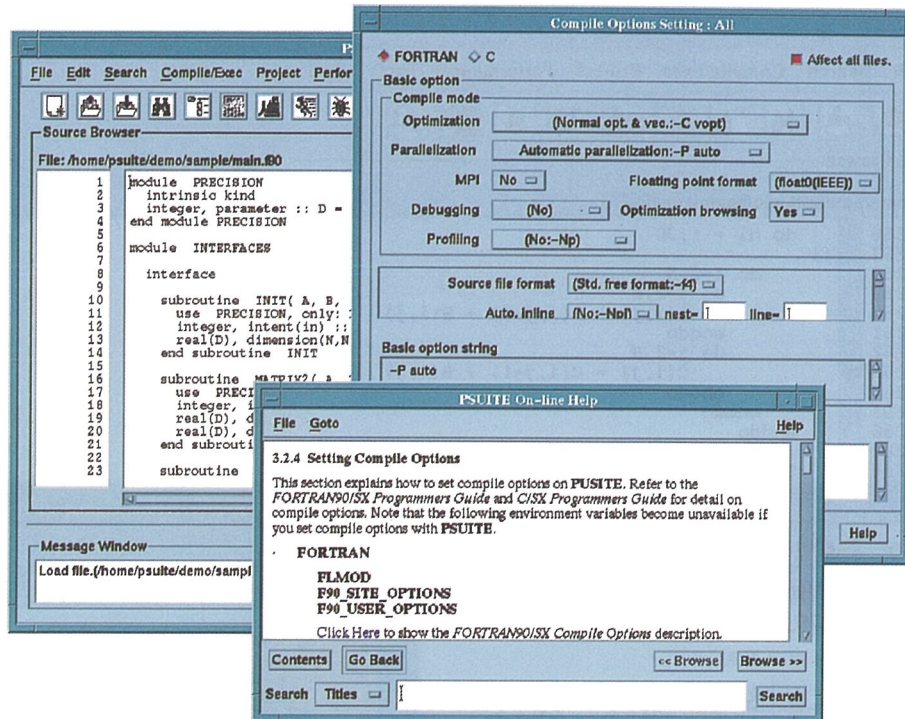 Compile Options Setting : All
FORTRAN C
Affect all files.
Basic option
Compile mode
Optimization (Normal opt. & vec.:-C vopt)
Parallelization Automatic parallelization:-P auto
MPI No Floating point format (float0(IEEE))
Debugging (No) Optimization browsing Yes
Profiling (No:-Np)
Source file format (Std. free format:-f4)
Auto. Inline (No:-Npi) nest= line=
Basic option string
-P auto
Help
File Edit Search Compile/Exec Project
Source Browser
File: /home/psuite/demo/sample/main.f90
1 module PRECISION
2 intrinsic kind
3 integer, parameter :: D =
4 end module PRECISION
5
6 module INTERFACES
7
8 interface
9
10 subroutine INIT( A, B,
11 use PRECISION, only:
12 integer, intent(in) ::
13 real(D), dimension(N,N
14 end subroutine INIT
15
16 subroutine MATRIX2( A,
17 use PRECI
18 integer, i
19 real(D), d
20 real(D), d
21 end subrouti
22
23 subroutine
Message Window
Load file.(/home/psuite/demo/sampl
PSUITE On-line Help
File Goto Help
3.2.4 Setting Compile Options
This section explains how to set compile options on PUSITE. Refer to the
FORTRAN90/SX Programmers Guide and C/SX Programmers Guide for detail on
compile options. Note that the following environment variables become unavailable if
you set compile options with PSUITE.
· FORTRAN
FLMOD
F90_SITE_OPTIONS
F90_USER_OPTIONS
Click Here to show the FORTRAN90/SX Compile Options description.
Contents Go Back << Browse Browse >>
Search Titles Search